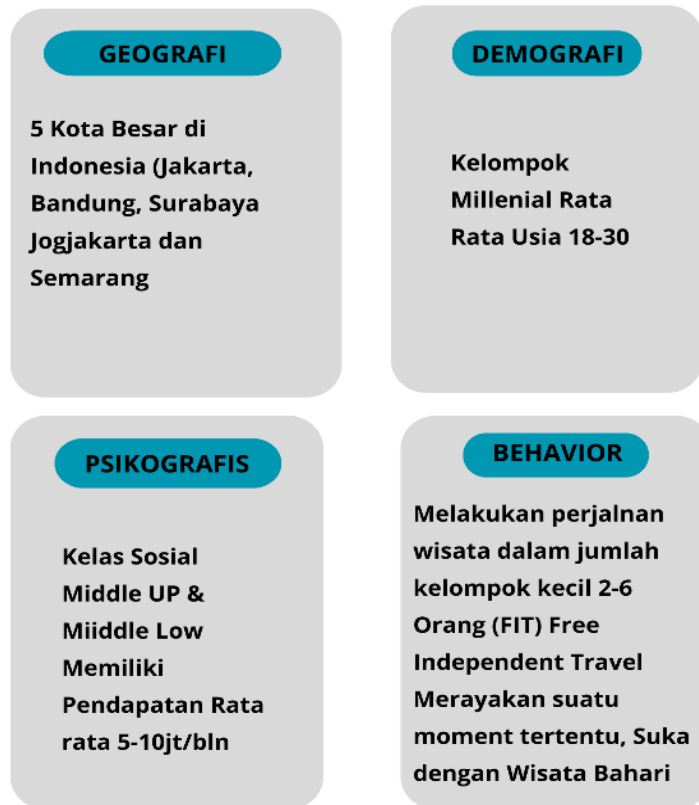 GEOGRAFI
5 Kota Besar di
Indonesia (Jakarta,
Bandung, Surabaya
Jogjakarta dan
Semarang
DEMOGRAFI
Kelompok
Millenial Rata
Rata Usia 18-30
PSIKOGRAFIS
Kelas Sosial
Middle UP &
Miiddle Low
Memiliki
Pendapatan Rata
rata 5-10jt/bln
BEHAVIOR
Melakukan perjalnan
wisata dalam jumlah
kelompok kecil 2-6
Orang (FIT) Free
Independent Travel
Merayakan suatu
moment tertentu, Suka
dengan Wisata Bahari